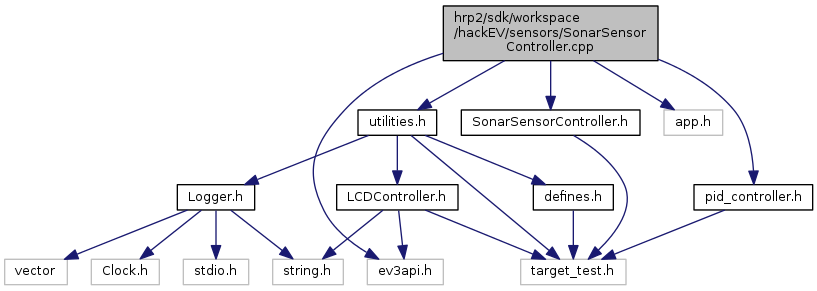 hrp2/sdk/workspace
/hackEV/sensors/SonarSensor
Controller.cpp
utilities.h
SonarSensorController.h
app.h
Logger.h
LCDController.h
defines.h
pid_controller.h
vector
Clock.h
stdio.h
string.h
ev3api.h
target_test.h